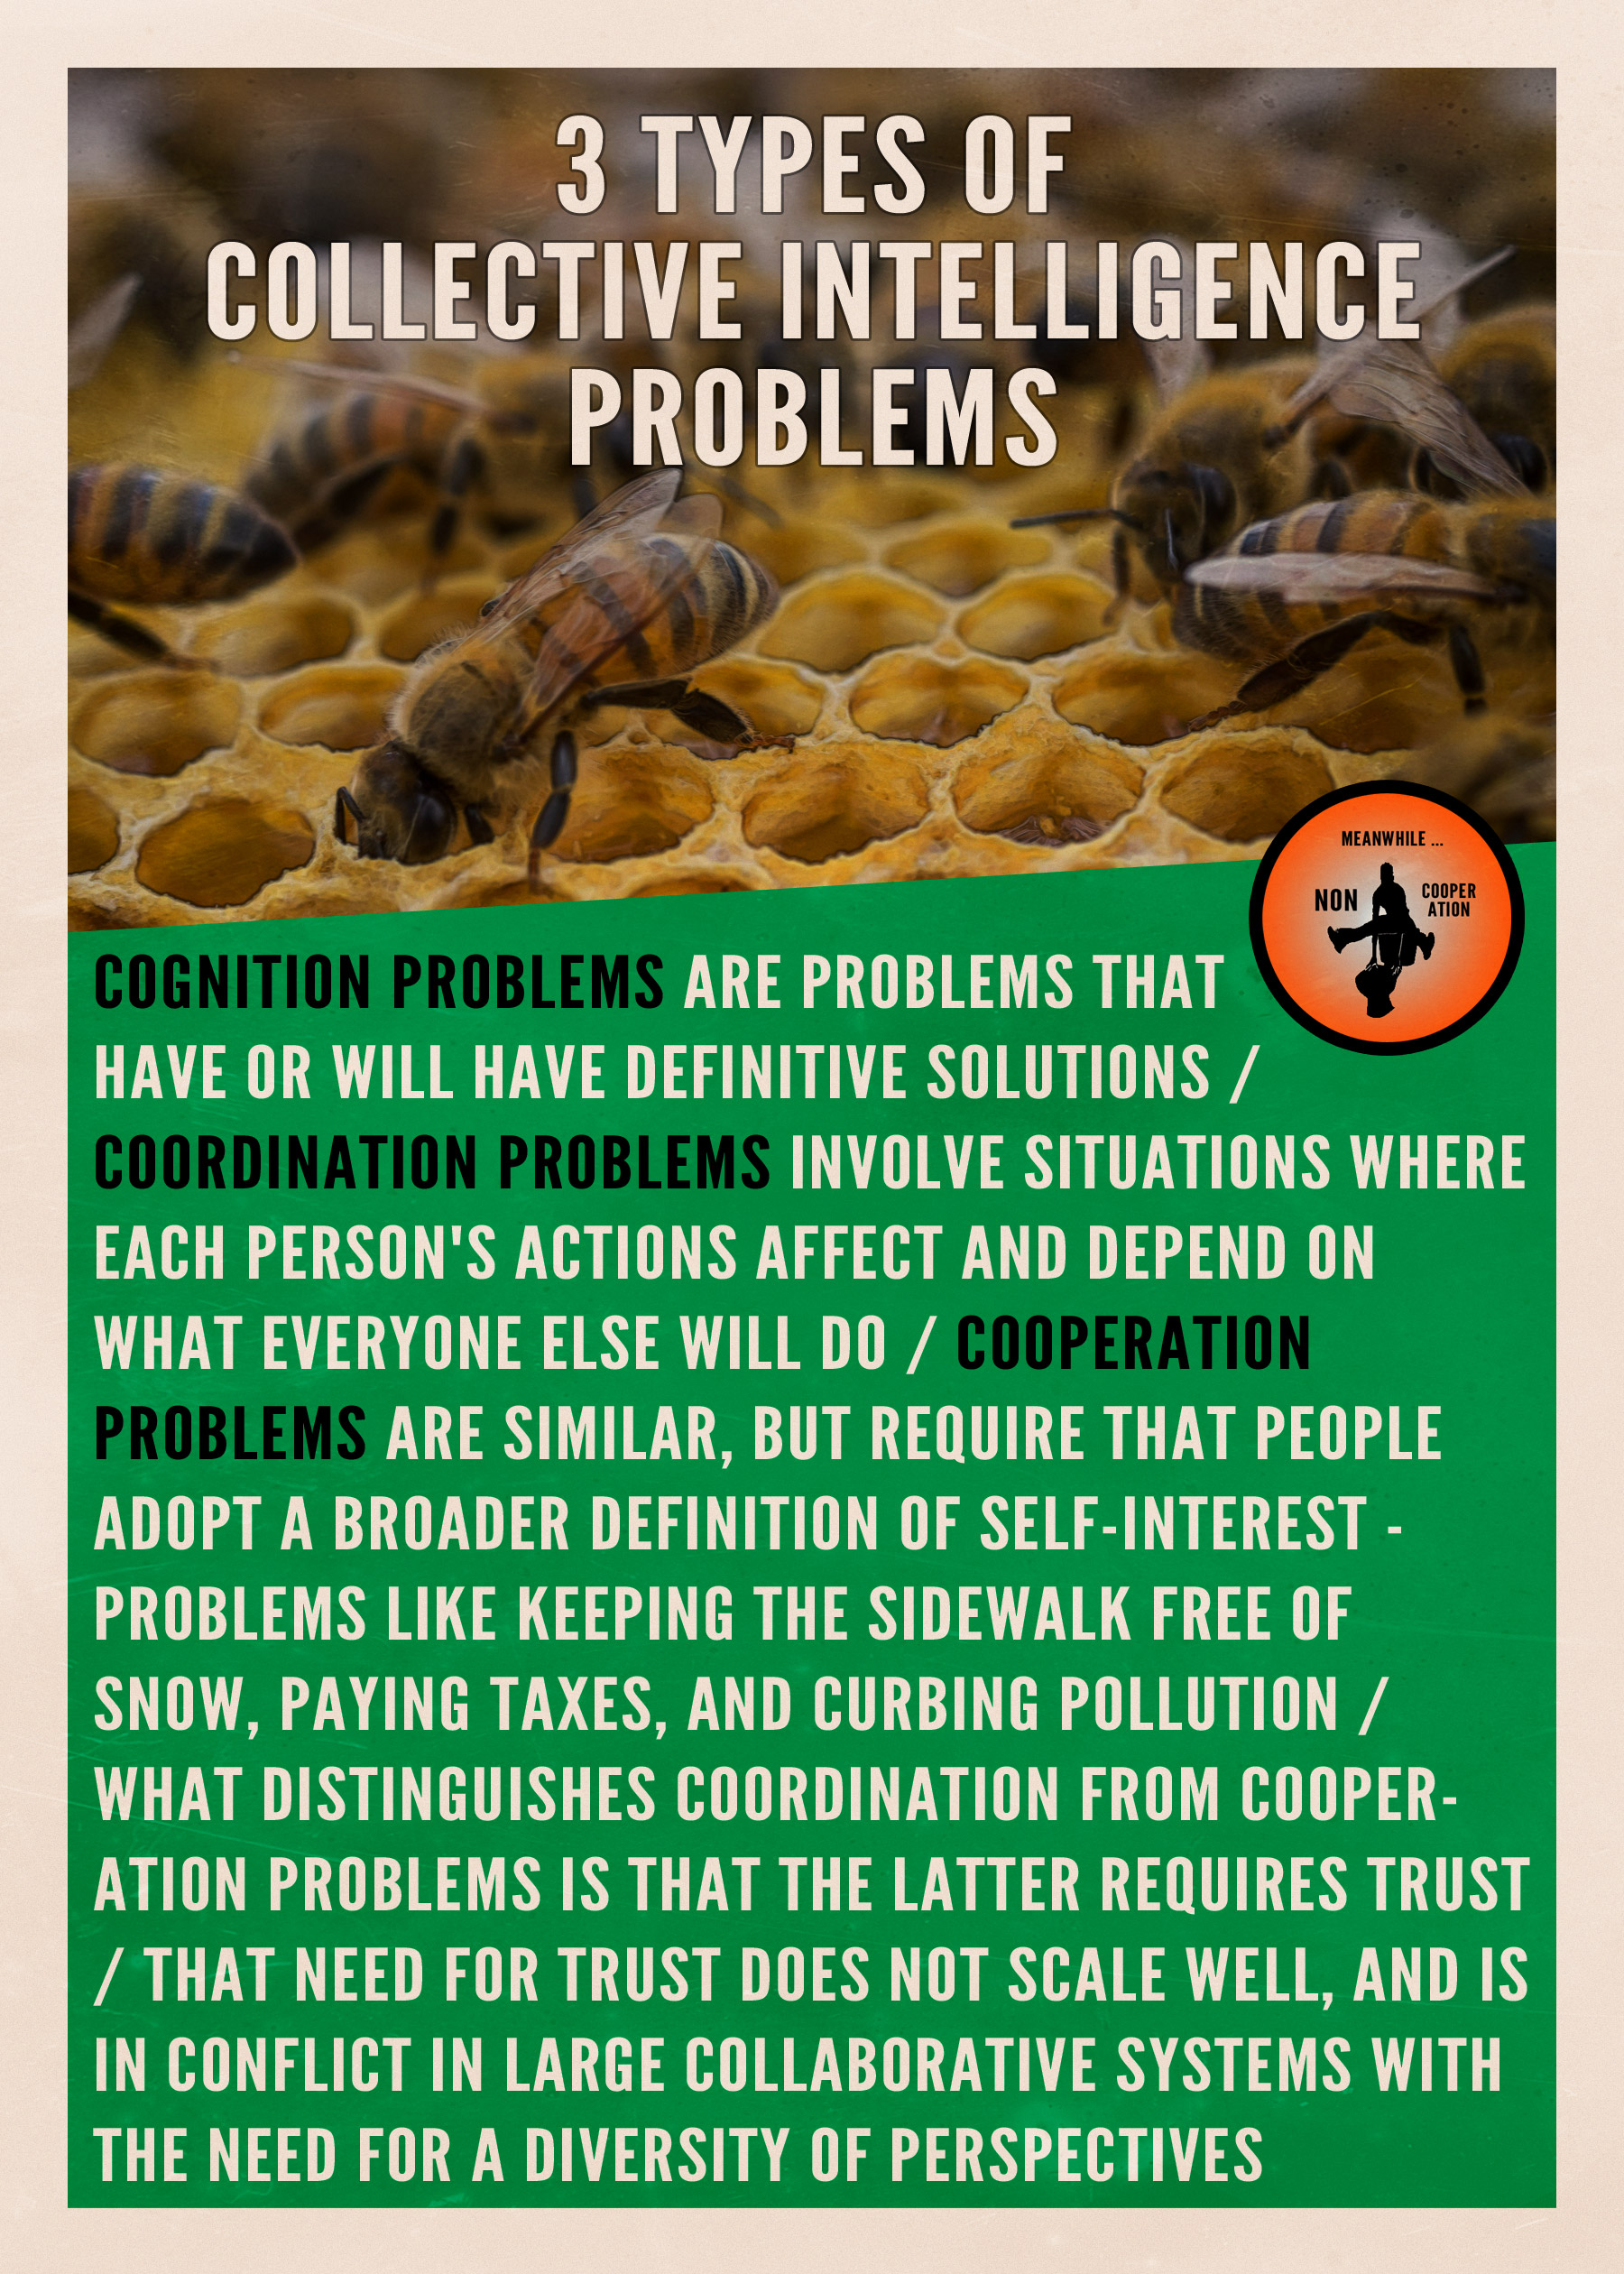 3 TYPES OF
COLLECTIVE INTELLIGENCE
PROBLEMS
MEANWHILE ...
NON
COOPER
ATION
COGNITION PROBLEMS ARE PROBLEMS THAT
HAVE OR WILL HAVE DEFINITIVE SOLUTIONS /
COORDINATION PROBLEMS INVOLVE SITUATIONS WHERE
EACH PERSON'S ACTIONS AFFECT AND DEPEND ON
WHAT EVERYONE ELSE WILL DO / COOPERATION
PROBLEMS ARE SIMILAR, BUT REQUIRE THAT PEOPLE
ADOPT A BROADER DEFINITION OF SELF-INTEREST -
PROBLEMS LIKE KEEPING THE SIDEWALK FREE OF
SNOW, PAYING TAXES, AND CURBING POLLUTION /
WHAT DISTINGUISHES COORDINATION FROM COOPER-
ATION PROBLEMS IS THAT THE LATTER REQUIRES TRUST
/ THAT NEED FOR TRUST DOES NOT SCALE WELL, AND IS
IN CONFLICT IN LARGE COLLABORATIVE SYSTEMS WITH
THE NEED FOR A DIVERSITY OF PERSPECTIVES